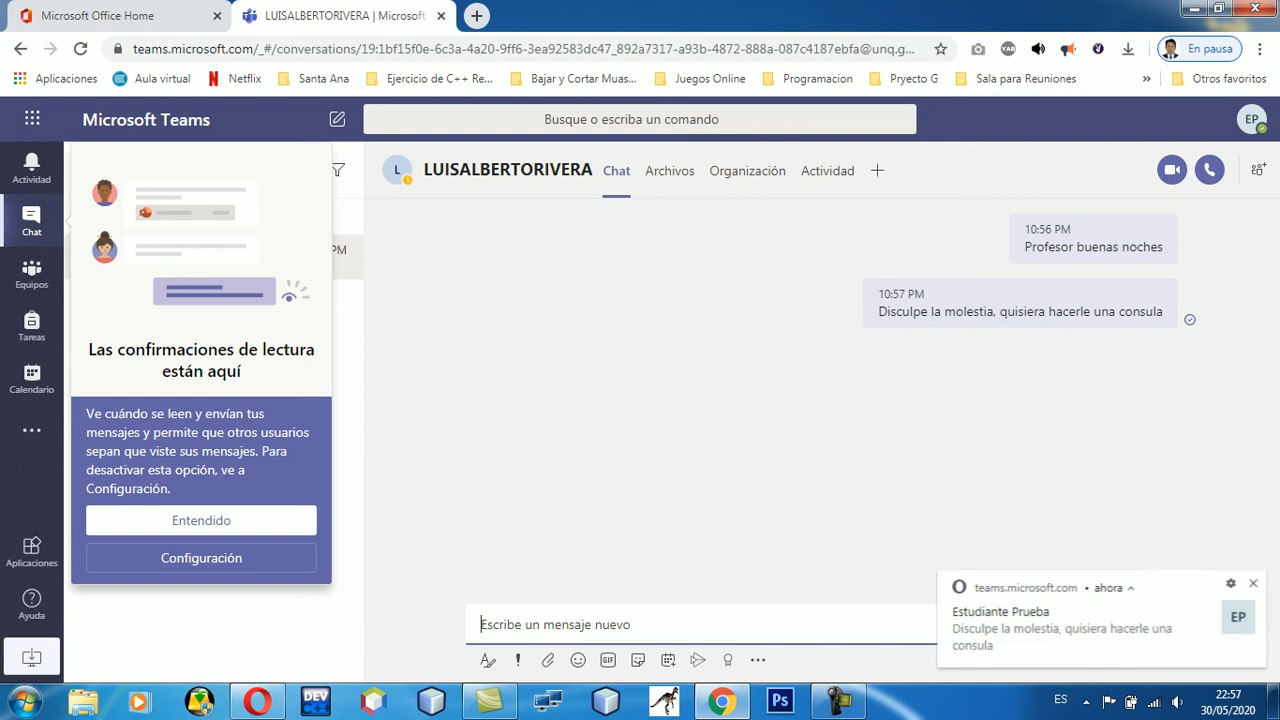 Microsoft Office Home
LUISALBERTORIVERA | Microsoft
teams.microsoft.com/_#/conversations/19:1bf15f0e-6c3a-4a20-9ff6-3ea92583dc47_892a7317-a93b-4872-888a-087c4187ebfa@unq.g...
YAB
En pausa
Aplicaciones
Aula virtual
Netflix
Santa Ana
Ejercicio de C++ Re...
Bajar y Cortar Mus...
Juegos Online
Programacion
Pryecto G
Sala para Reuniones
»
Otros favoritos
Microsoft Teams
Busque o escriba un comando
EP
Actividad
Chat
Equipos
Tareas
Calendario
Aplicaciones
Ayuda
PM
Las confirmaciones de lectura
están aquí
Ve cuándo se leen y envían tus
mensajes y permite que otros usuarios
sepan que viste sus mensajes. Para
desactivar esta opción, ve a
Configuración.
Entendido
Configuración
L
LUISALBERTORIVERA
Chat
Archivos
Organización
Actividad
10:56 PM
Profesor buenas noches
10:57 PM
Disculpe la molestia, quisiera hacerle una consula
Escribe un mensaje nuevo
GIF
teams.microsoft.com • ahora
Estudiante Prueba
Disculpe la molestia, quisiera hacerle una
consula
EP
DEV
Ps
ES
22:57
30/05/2020